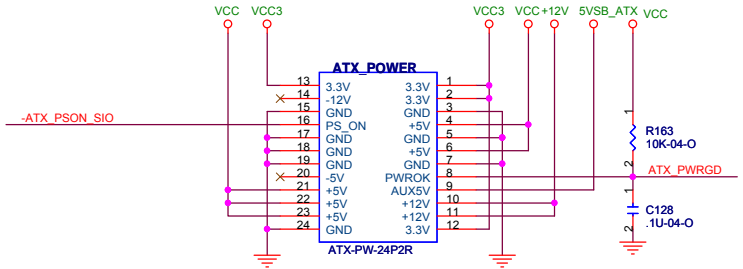 VCC VCC3 VCC3 VCC +12V 5VSB_ATX VCC
ATX_POWER
13 3.3V 3.3V 1
14 -12V 3.3V 2
15 GND GND 3
-ATX_PSON_SIO 16 PS_ON +5V 4
17 GND GND 5
18 GND +5V 6
19 GND GND 7
20 -5V PWROK 8 ATX_PWRGD
21 +5V AUX5V 9
22 +5V +12V 10
23 +5V +12V 11
24 GND 3.3V 12
ATX-PW-24P2R
1
R163
10K-04-O
2
1
C128
.1U-04-O
2